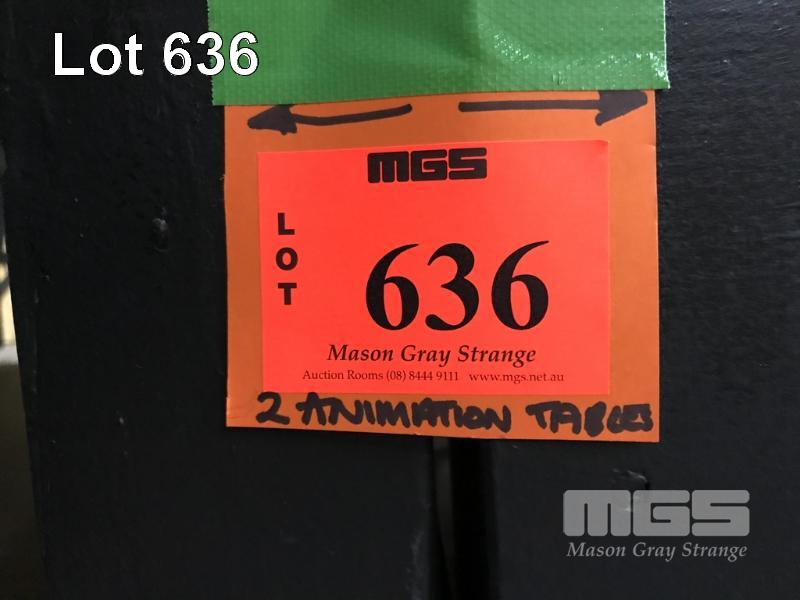 Lot 636
MGS
LOT
636
Mason Gray Strange
Auction Rooms (08) 8444 9111 www.mgs.net.au
2 ANIMATION TABLES
MGS
Mason Gray Strange